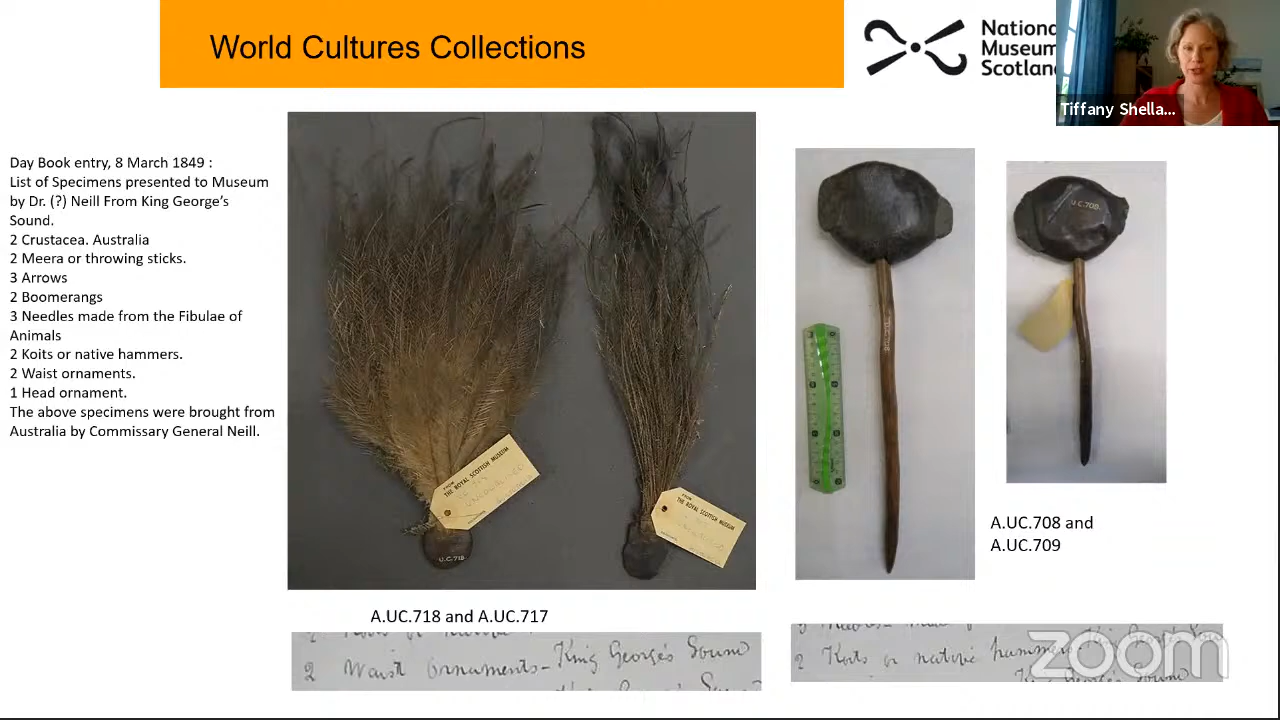 World Cultures Collections
National
Museum
Scotland
Tiffany Shella...
Day Book entry, 8 March 1849 :
List of Specimens presented to Museum
by Dr. (?) Neill From King George’s
Sound.
2 Crustacea. Australia
2 Meera or throwing sticks.
3 Arrows
2 Boomerangs
3 Needles made from the Fibulae of
Animals
2 Koits or native hammers.
2 Waist ornaments.
1 Head ornament.
The above specimens were brought from
Australia by Commissary General Neill.
FROM
THE ROYAL SCOTTISH MUSEUM
U.C.718
FROM
THE ROYAL SCOTTISH MUSEUM
A.UC.718 and A.UC.717
2 Waist Ornaments - King George's Sound
A.UC.708 and
A.UC.709
2 Koits or native hammers
King George's Sound
zoom